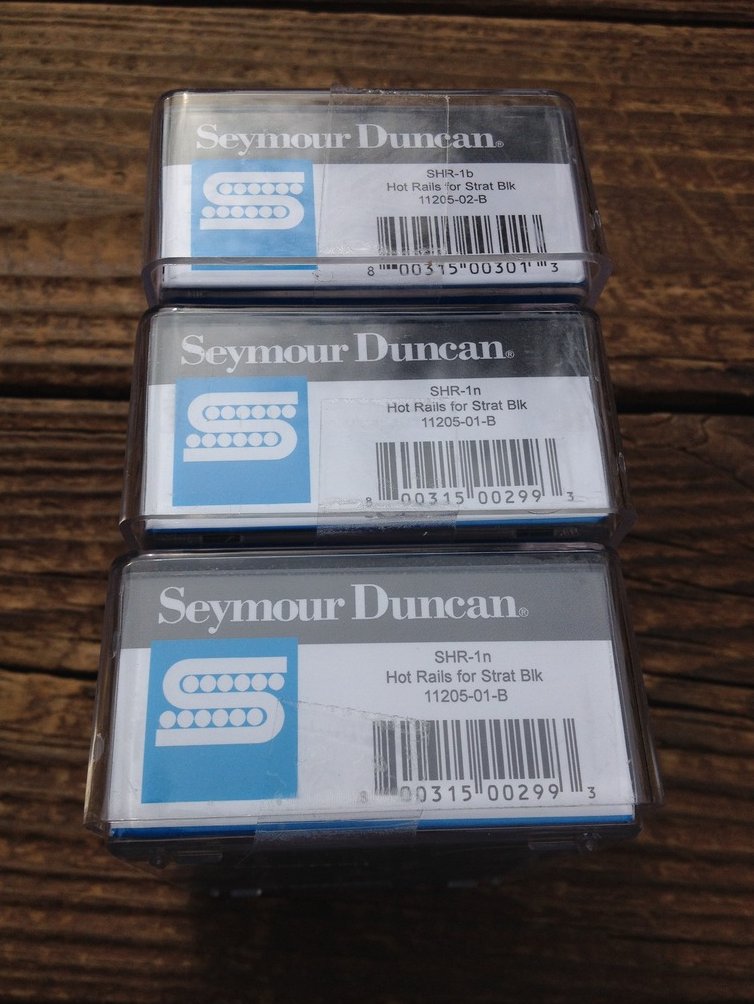 Seymour Duncan®
SHR-1b
Hot Rails for Strat Blk
11205-02-B
8 00315 00301 3
Seymour Duncan®
SHR-1n
Hot Rails for Strat Blk
11205-01-B
8 00315 00299 3
Seymour Duncan®
SHR-1n
Hot Rails for Strat Blk
11205-01-B
8 00315 00299 3